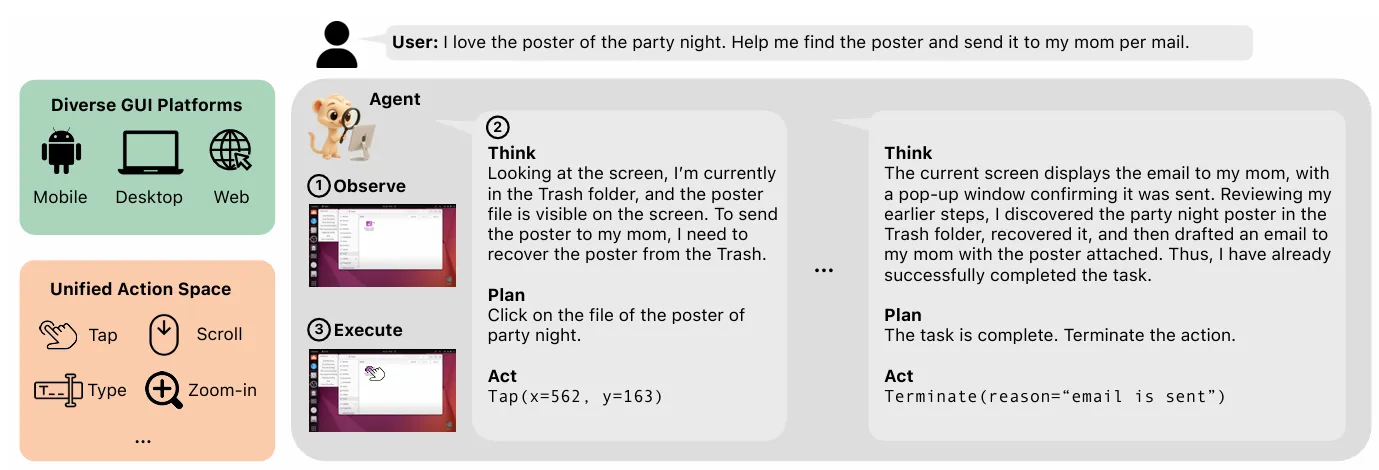 User: I love the poster of the party night. Help me find the poster and send it to my mom per mail.
Diverse GUI Platforms
Mobile
Desktop
Web
Unified Action Space
Tap
Scroll
T_ _
Type
Zoom-in
...
Agent
① Observe
③ Execute
②
Think
Looking at the screen, I’m currently
in the Trash folder, and the poster
file is visible on the screen. To send
the poster to my mom, I need to
recover the poster from the Trash.
Plan
Click on the file of the poster of
party night.
Act
Tap(x=562, y=163)
...
Think
The current screen displays the email to my mom, with
a pop-up window confirming it was sent. Reviewing my
earlier steps, I discovered the party night poster in the
Trash folder, recovered it, and then drafted an email to
my mom with the poster attached. Thus, I have already
successfully completed the task.
Plan
The task is complete. Terminate the action.
Act
Terminate(reason=“email is sent”)